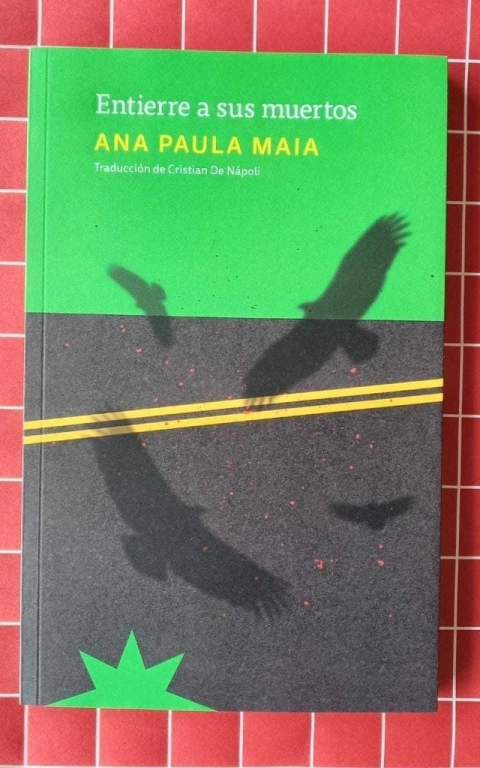 Entierre a sus muertos
ANA PAULA MAIA
Traducción de Cristian De Nápoli